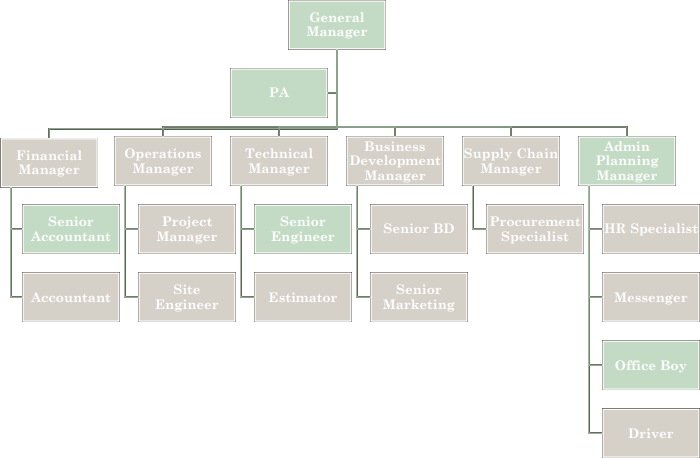 General
Manager
PA
Financial
Manager
Operations
Manager
Technical
Manager
Business
Development
Manager
Supply Chain
Manager
Admin
Planning
Manager
Senior
Accountant
Project
Manager
Senior
Engineer
Senior BD
Procurement
Specialist
HR Specialist
Accountant
Site
Engineer
Estimator
Senior
Marketing
Messenger
Office Boy
Driver